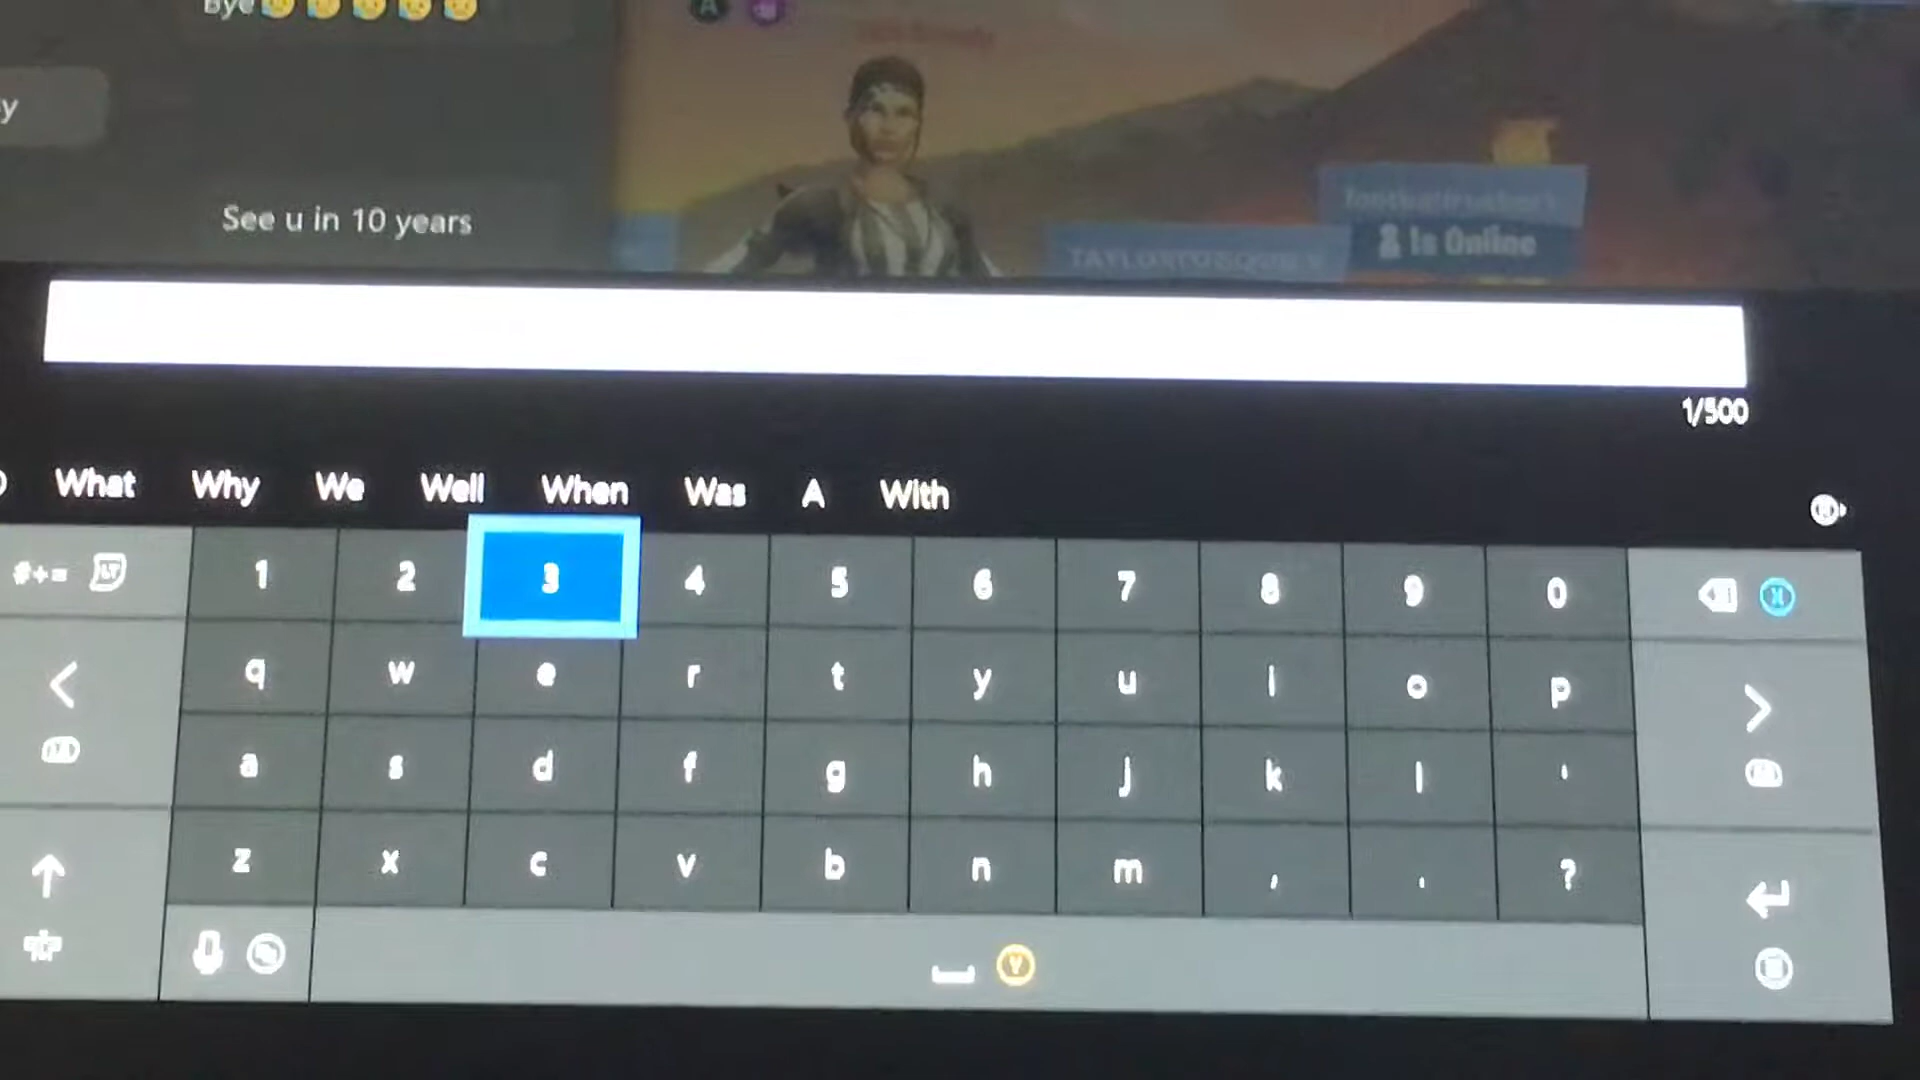 Bye😥😥😥😥😥
y
See u in 10 years
Is Online
1/500
What Why We Well When Was A With
#+= LT 1 2 3 4 5 6 7 8 9 0 X
q w e r t y u i o p
a s d f g h j k l '
z x c v b n m , . ?
Y